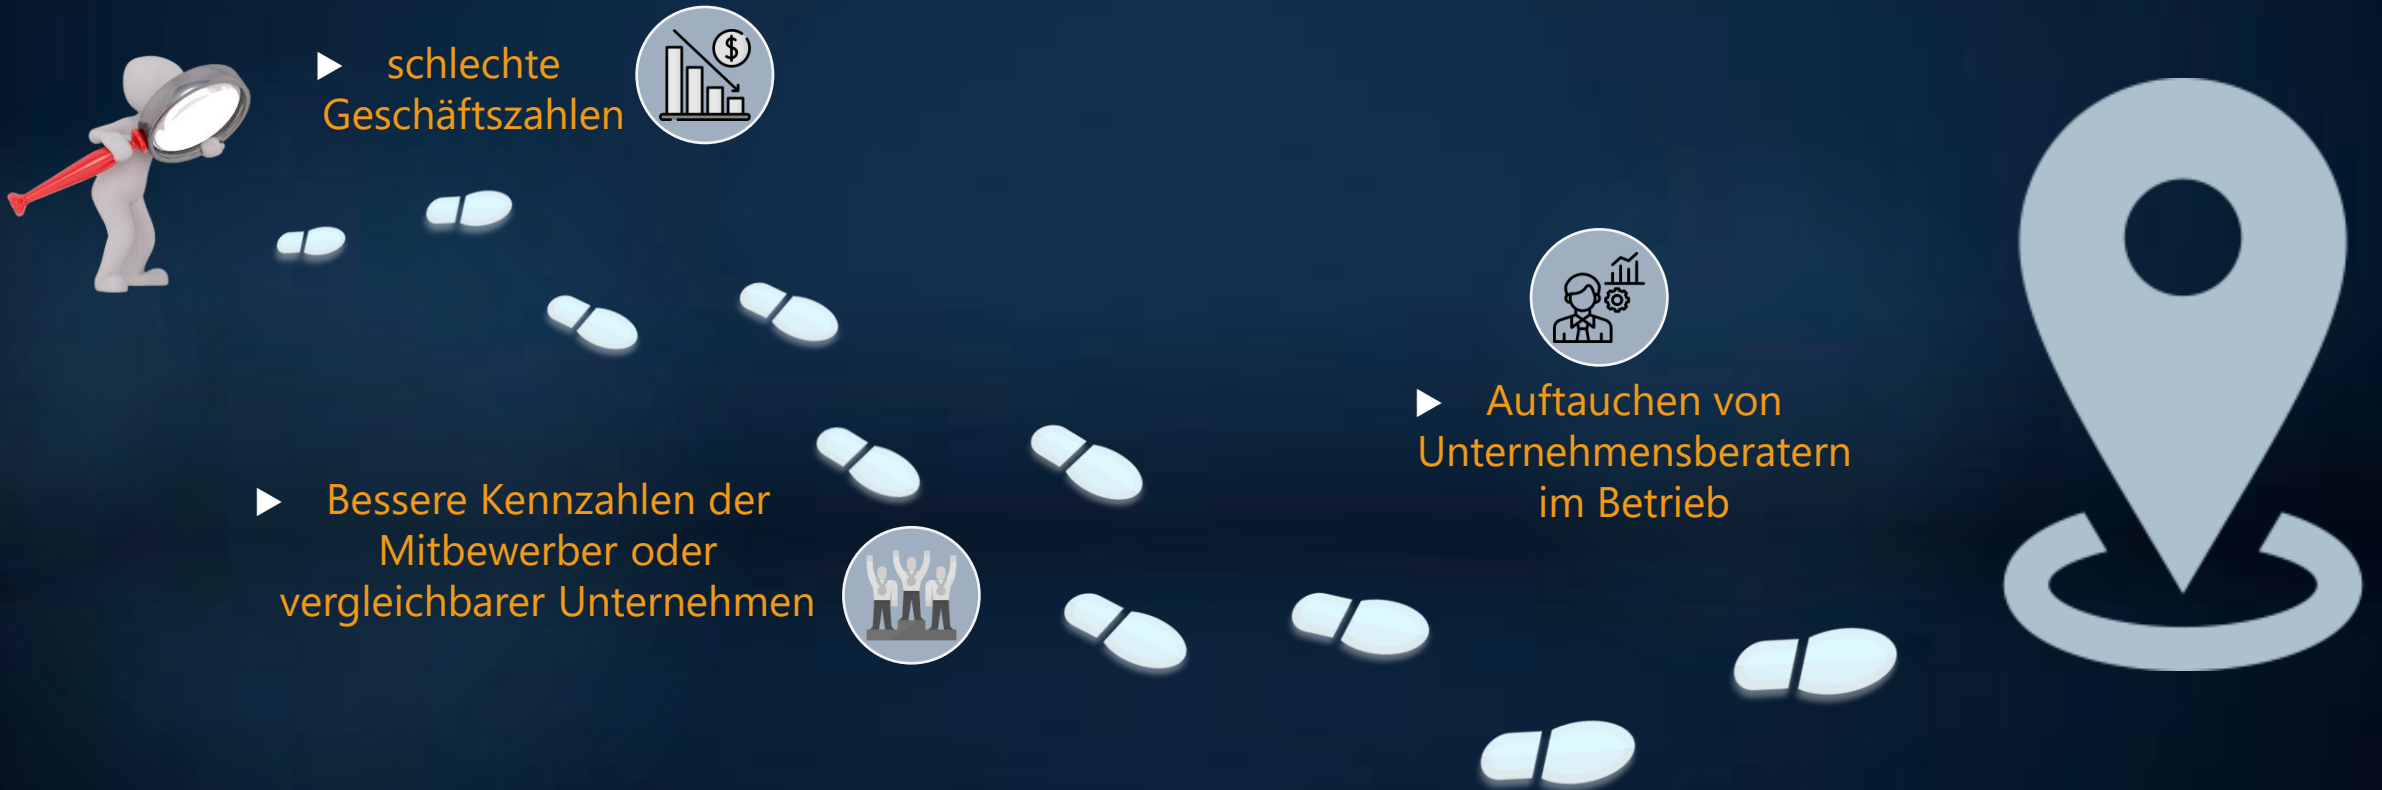 schlechte
Geschäftszahlen
$
Bessere Kennzahlen der
Mitbewerber oder
vergleichbarer Unternehmen
Auftauchen von
Unternehmensberatern
im Betrieb